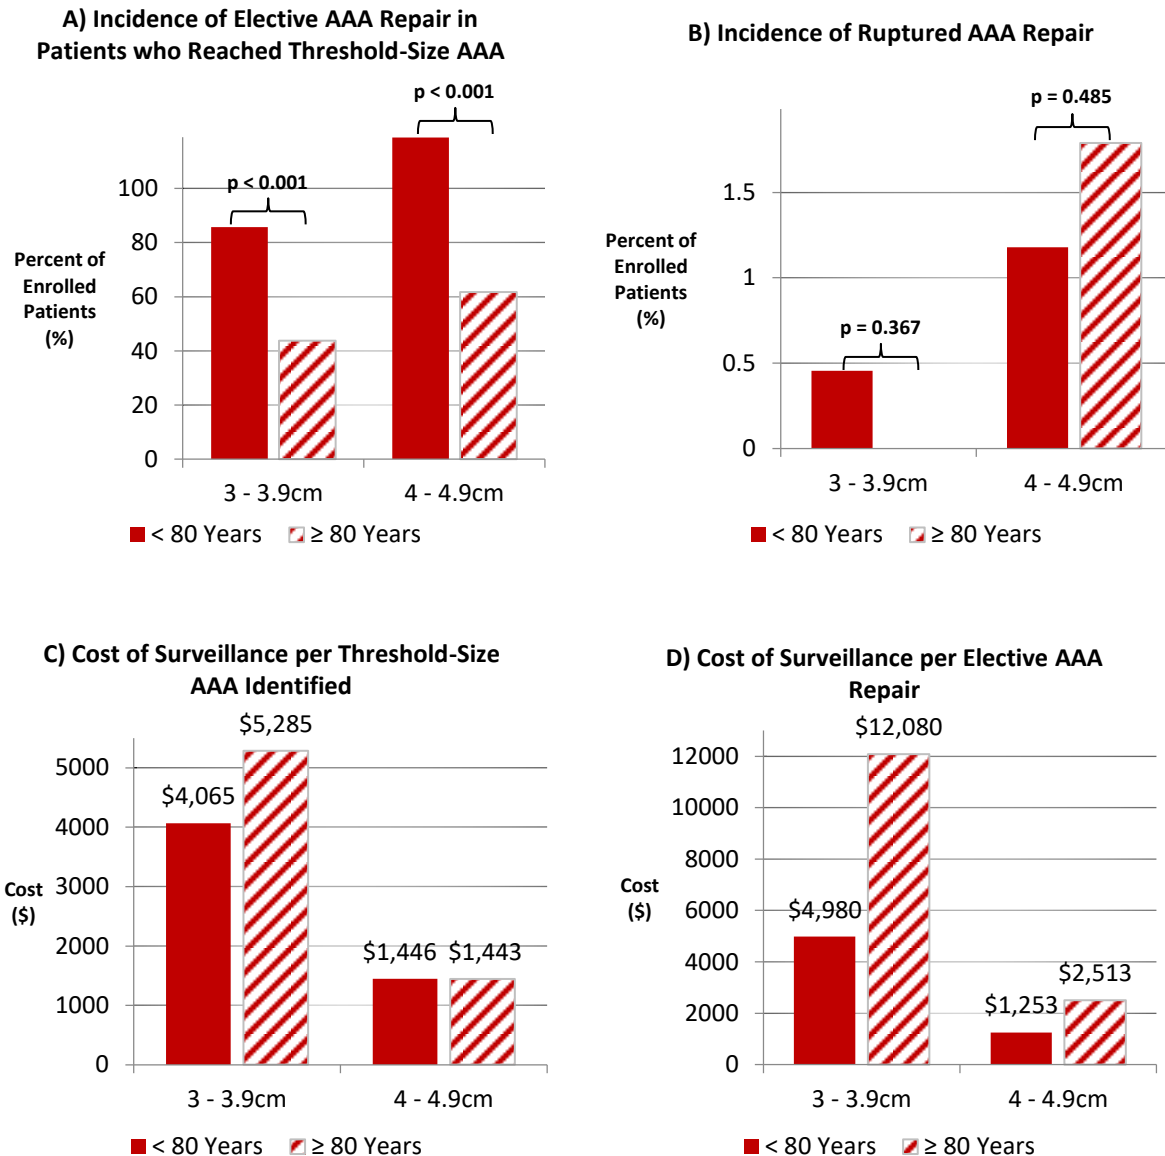 A) Incidence of Elective AAA Repair in
Patients who Reached Threshold-Size AAA
p < 0.001
p < 0.001
100
80
60
40
20
0
Percent of
Enrolled
Patients
(%)
3 - 3.9cm
4 - 4.9cm
< 80 Years
≥ 80 Years
B) Incidence of Ruptured AAA Repair
p = 0.485
p = 0.367
1.5
1
0.5
0
Percent of
Enrolled
Patients
(%)
3 - 3.9cm
4 - 4.9cm
< 80 Years
≥ 80 Years
C) Cost of Surveillance per Threshold-Size
AAA Identified
$5,285
$4,065
$1,446
$1,443
5000
4000
3000
2000
1000
0
Cost
($)
3 - 3.9cm
4 - 4.9cm
< 80 Years
≥ 80 Years
D) Cost of Surveillance per Elective AAA
Repair
$12,080
$4,980
$2,513
$1,253
12000
10000
8000
6000
4000
2000
0
Cost
($)
3 - 3.9cm
4 - 4.9cm
< 80 Years
≥ 80 Years